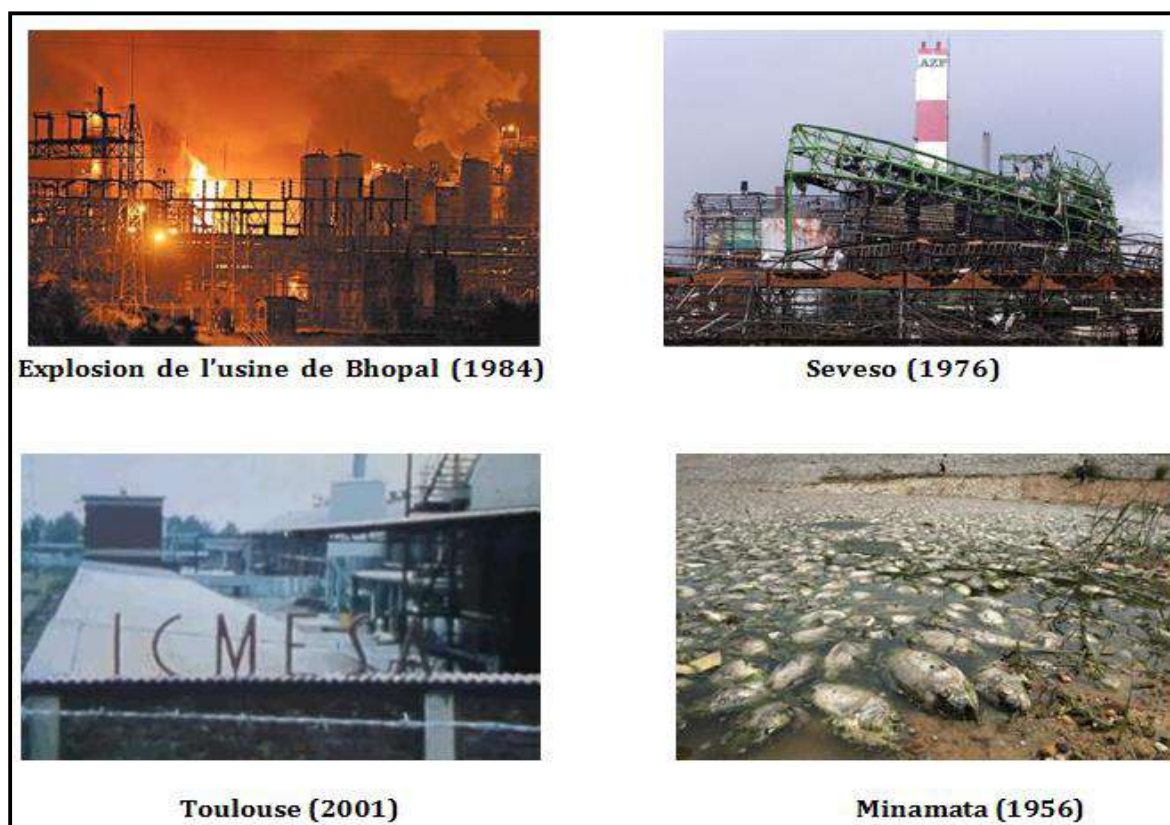 AZF
Explosion de l'usine de Bhopal (1984)
Seveso (1976)
ICMESA
Toulouse (2001)
Minamata (1956)